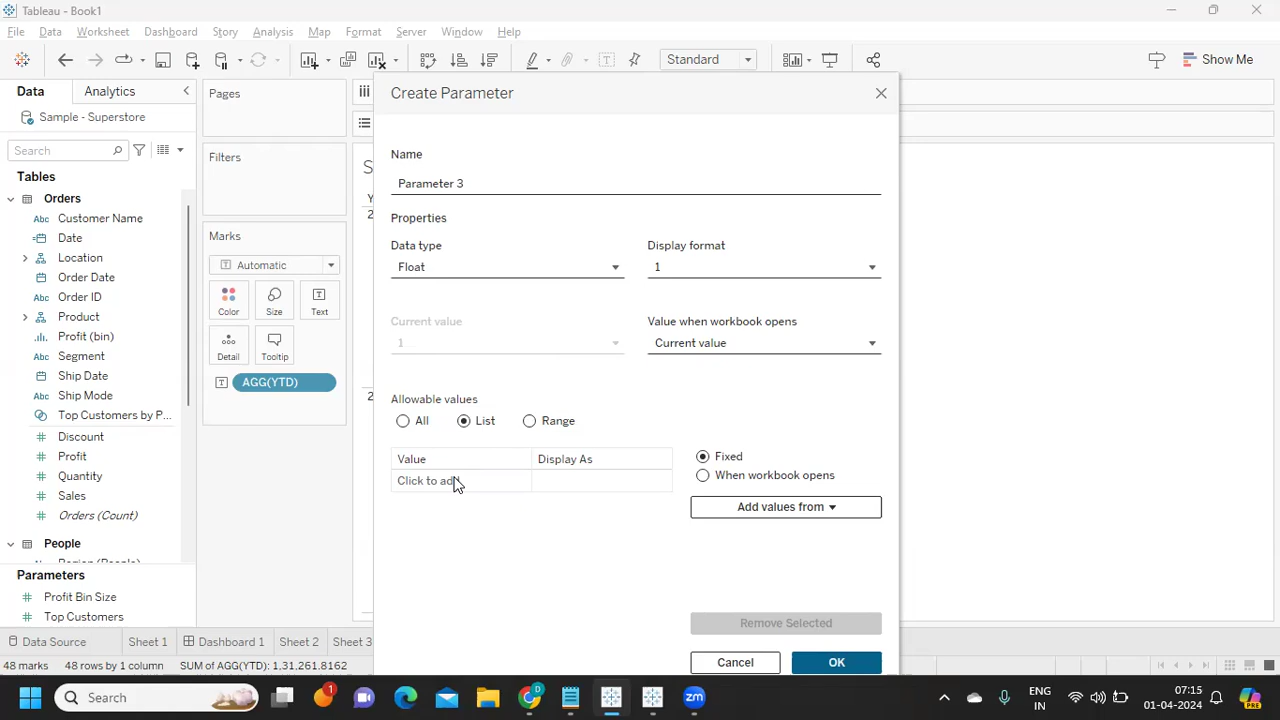 Tableau - Book1
File Data Worksheet Dashboard Story Analysis Map Format Server Window Help
Standard
Show Me
Data Analytics
Sample - Superstore
Search
Tables
Orders
Customer Name
Date
Location
Order Date
Order ID
Product
Profit (bin)
Segment
Ship Date
Ship Mode
Top Customers by P...
Discount
Profit
Quantity
Sales
Orders (Count)
People
Parameters
Profit Bin Size
Top Customers
Pages
Filters
Marks
Automatic
Color Size Text
Detail Tooltip
AGG(YTD)
Create Parameter
Name
Parameter 3
Properties
Data type Display format
Float 1
Current value Value when workbook opens
1 Current value
Allowable values
All List Range
Value Display As
Click to add
Fixed
When workbook opens
Add values from
Remove Selected
Cancel OK
Data Source Sheet 1 Dashboard 1 Sheet 2 Sheet 3
48 marks 48 rows by 1 column SUM of AGG(YTD): 1,31,261.8162
Search
ENG
IN
07:15
01-04-2024